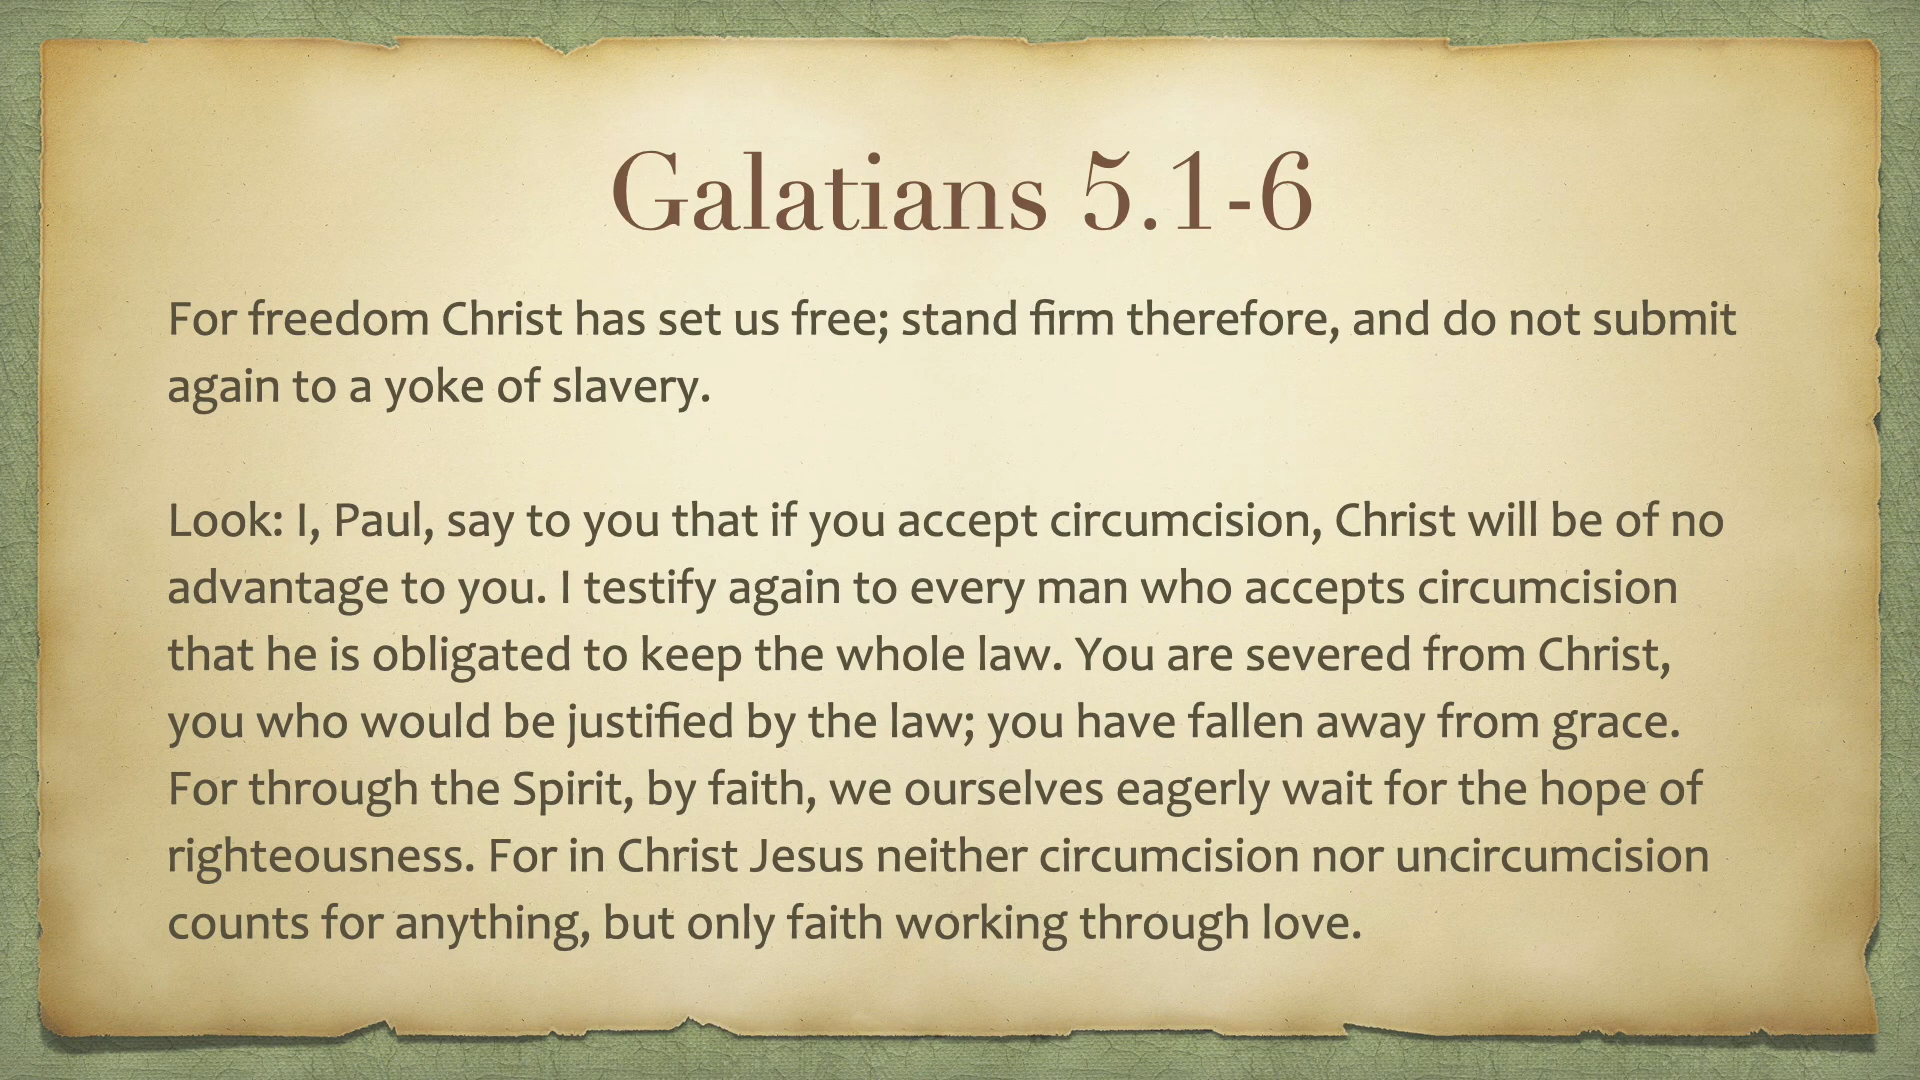 Galatians 5.1-6
For freedom Christ has set us free; stand firm therefore, and do not submit
again to a yoke of slavery.
Look: I, Paul, say to you that if you accept circumcision, Christ will be of no
advantage to you. I testify again to every man who accepts circumcision
that he is obligated to keep the whole law. You are severed from Christ,
you who would be justified by the law; you have fallen away from grace.
For through the Spirit, by faith, we ourselves eagerly wait for the hope of
righteousness. For in Christ Jesus neither circumcision nor uncircumcision
counts for anything, but only faith working through love.